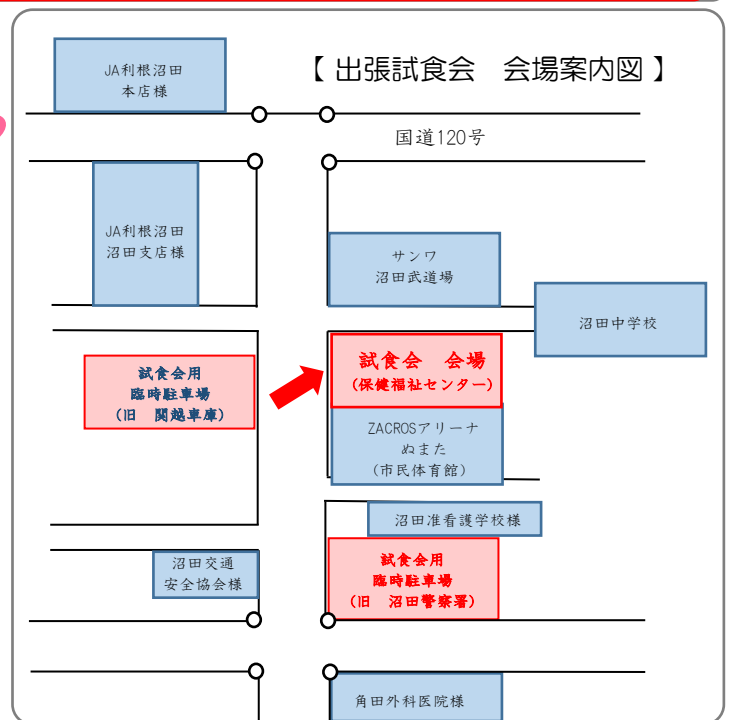 JA利根沼田
本店様
【 出張試食会　会場案内図 】
国道120号
JA利根沼田
沼田支店様
サンワ
沼田武道場
沼田中学校
試食会用
臨時駐車場
(旧　関越車庫)
試食会　会場
(保健福祉センター)
ZACROSアリーナ
ぬまた
(市民体育館)
沼田准看護学校様
沼田交通
安全協会様
試食会用
臨時駐車場
(旧　沼田警察署)
角田外科医院様